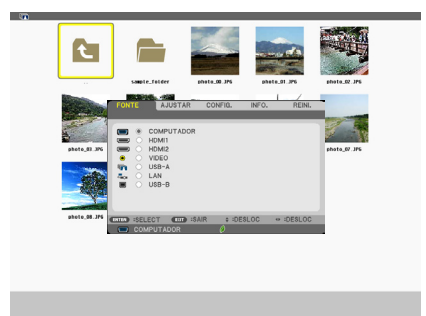 ..
Sample_folder
photo_00.JPG
photo_01.JPG
photo_02.JPG
photo_03.JPG
photo_07.JPG
photo_08.JPG
FONTE AJUSTAR CONFIG. INFO. REINI.
COMPUTADOR
HDMI1
HDMI2
VIDEO
USB-A
LAN
USB-B
ENTER :SELECT EXIT :SAIR :DESLOC :DESLOC
COMPUTADOR